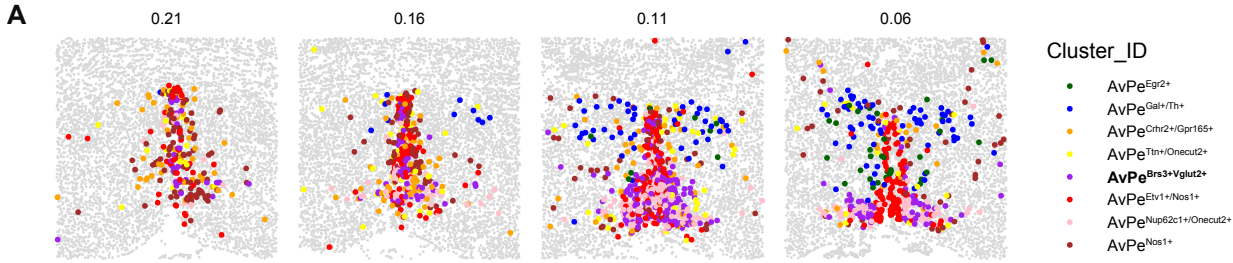 A
0.21 0.16 0.11 0.06
Cluster_ID
AvPeEgr2+
AvPeGal+/Th+
AvPeCrhr2+/Gpr165+
AvPeTtn+/Onecut2+
AvPeBrs3+Vglut2+
AvPeEtv1+/Nos1+
AvPeNup62c1+/Onecut2+
AvPeNos1+